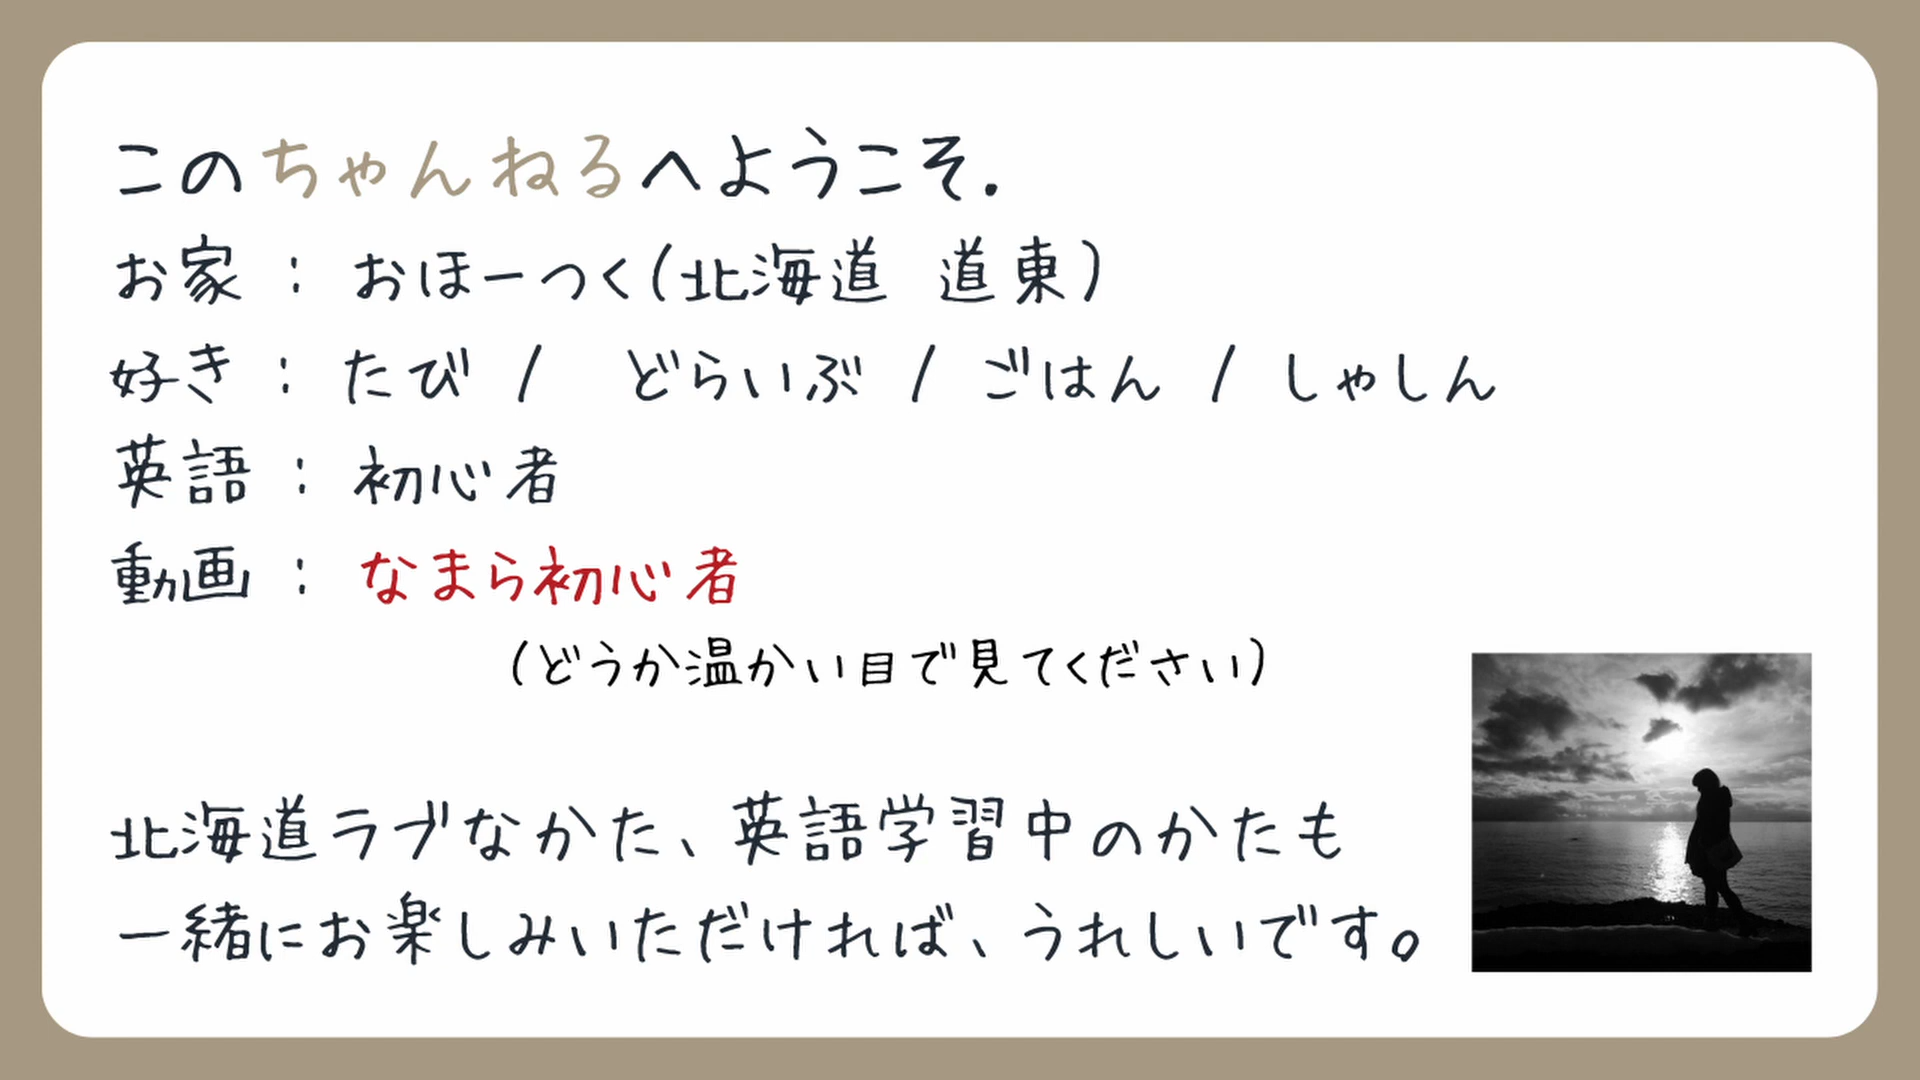 このちゃんねるへようこそ.
お家 : おほーつく(北海道 道東)
好き : たび / どらいぶ / ごはん / しゃしん
英語 : 初心者
動画 : なまら初心者
(どうか温かい目で見てください)
北海道ラブなかた、英語学習中のかたも
一緒にお楽しみいただければ、うれしいです。